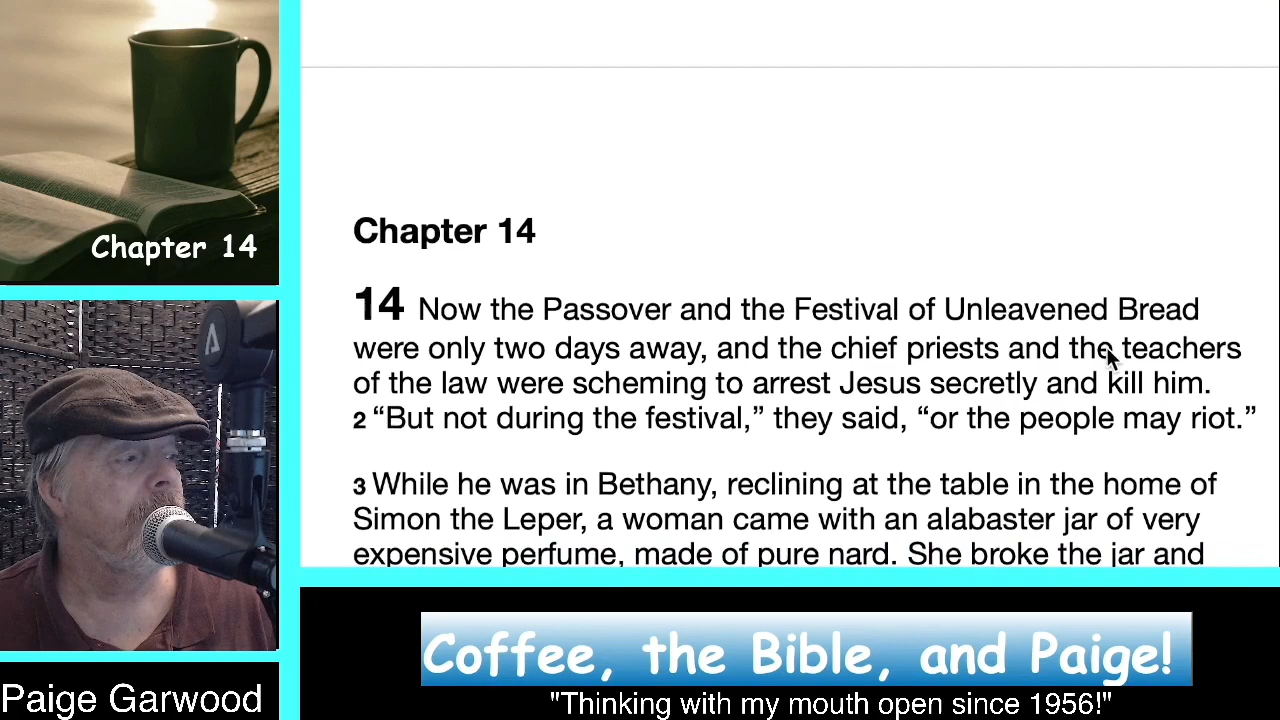 Chapter 14
Chapter 14
14 Now the Passover and the Festival of Unleavened Bread
were only two days away, and the chief priests and the teachers
of the law were scheming to arrest Jesus secretly and kill him.
2 “But not during the festival,” they said, “or the people may riot.”
3 While he was in Bethany, reclining at the table in the home of
Simon the Leper, a woman came with an alabaster jar of very
expensive perfume, made of pure nard. She broke the jar and
Coffee, the Bible, and Paige!
Paige Garwood
"Thinking with my mouth open since 1956!"